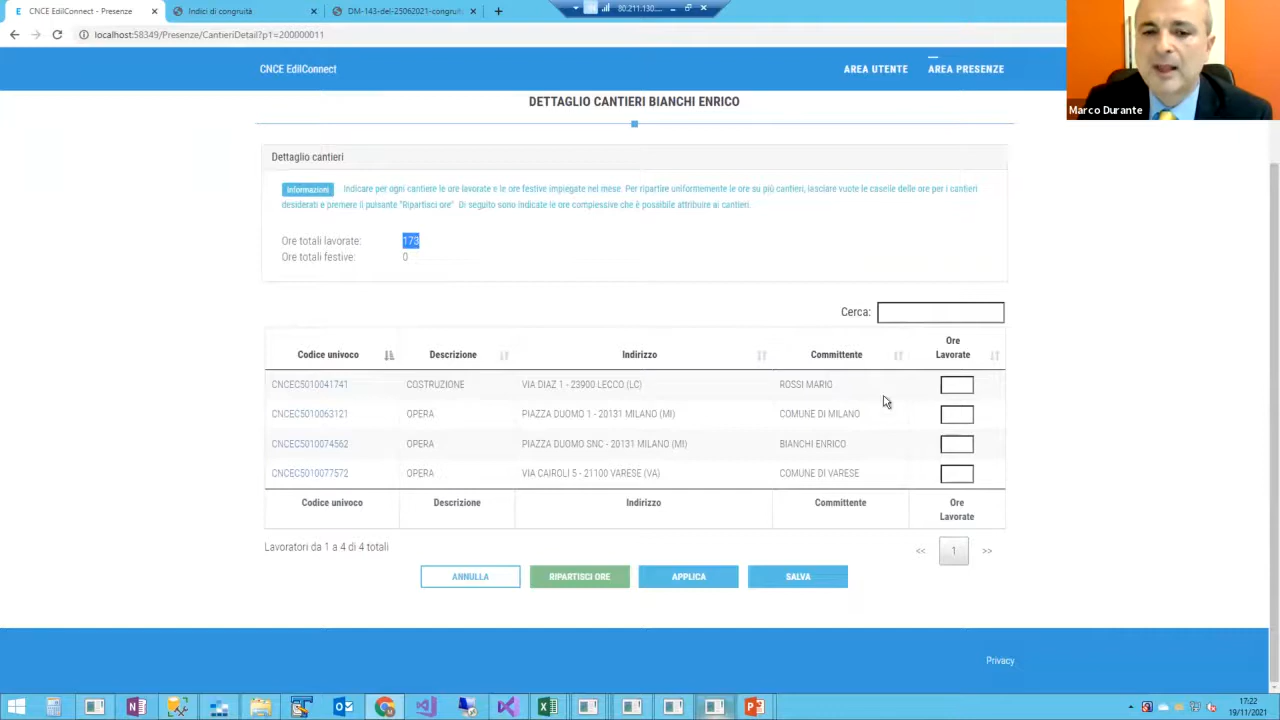 CNCE EdilConnect - Presenze
Indici di congruità
DM-143-del-25062021-congruit
80.211.130....
localhost:58349/Presenze/CantieriDetail?p1=200000011
CNCE EdilConnect
AREA UTENTE
AREA PRESENZE
Marco Durante
DETTAGLIO CANTIERI BIANCHI ENRICO
Dettaglio cantieri
Informazioni Indicare per ogni cantiere le ore lavorate e le ore festive impiegate nel mese. Per ripartire uniformemente le ore su più cantieri, lasciare vuote le caselle delle ore per i cantieri
desiderati e premere il pulsante "Ripartisci ore" Di seguito sono indicate le ore complessive che è possibile attribuire ai cantieri.
Ore totali lavorate: 173
Ore totali festive: 0
Cerca:
Codice univoco Descrizione Indirizzo Committente Ore Lavorate
CNCEC5010041741 COSTRUZIONE VIA DIAZ 1 - 23900 LECCO (LC) ROSSI MARIO
CNCEC5010063121 OPERA PIAZZA DUOMO 1 - 20131 MILANO (MI) COMUNE DI MILANO
CNCEC5010074562 OPERA PIAZZA DUOMO SNC - 20131 MILANO (MI) BIANCHI ENRICO
CNCEC5010077572 OPERA VIA CAIROLI 5 - 21100 VARESE (VA) COMUNE DI VARESE
Codice univoco Descrizione Indirizzo Committente Ore Lavorate
Lavoratori da 1 a 4 di 4 totali
<< 1 >>
ANNULLA
RIPARTISCI ORE
APPLICA
SALVA
Privacy
17:22
19/11/2021